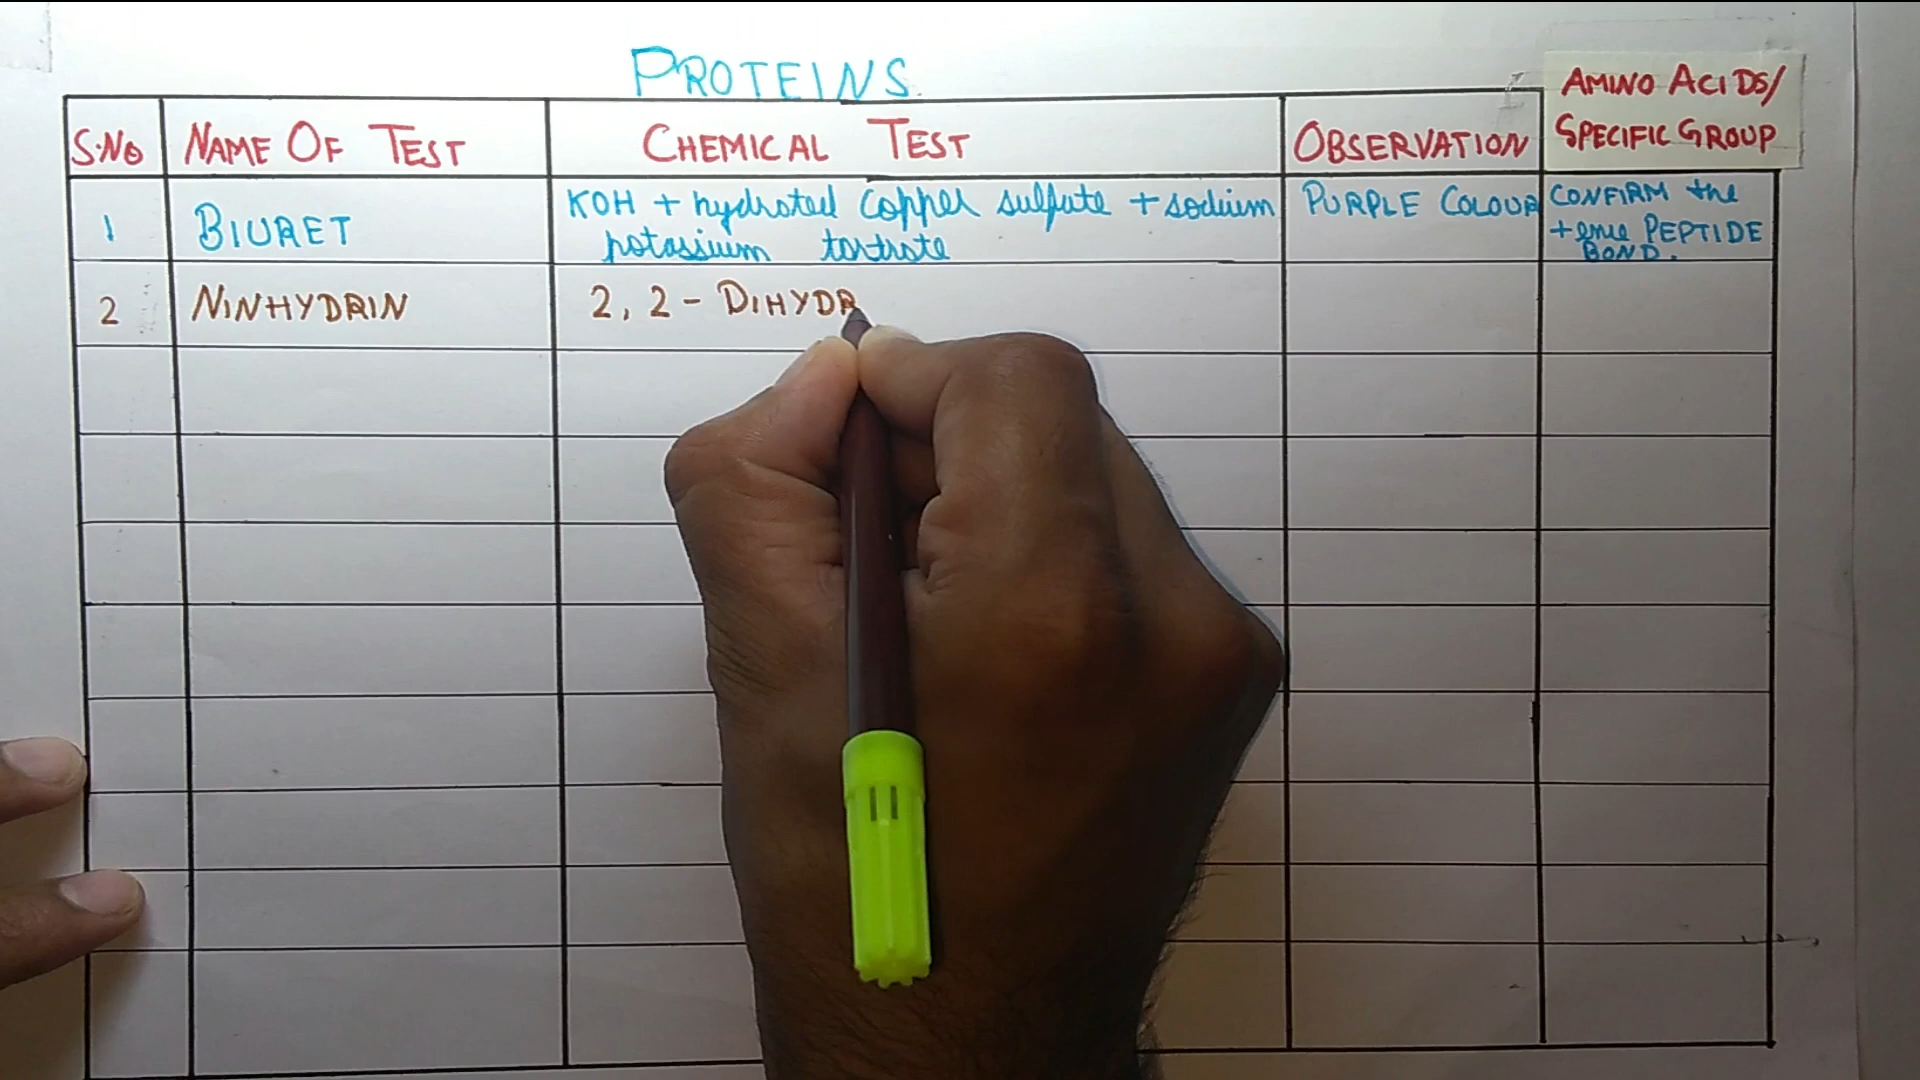 PROTEINS.
S.NO NAME OF TEST CHEMICAL TEST OBSERVATION AMINO ACIDS/
SPECIFIC GROUP
1 BIURET KOH + hydrated copper sulfate + sodium
potassium tartrate
PURPLE COLOUR
CONFIRM the
+ence PEPTIDE
BOND.
2 NINHYDRIN 2, 2 - DIHYDR